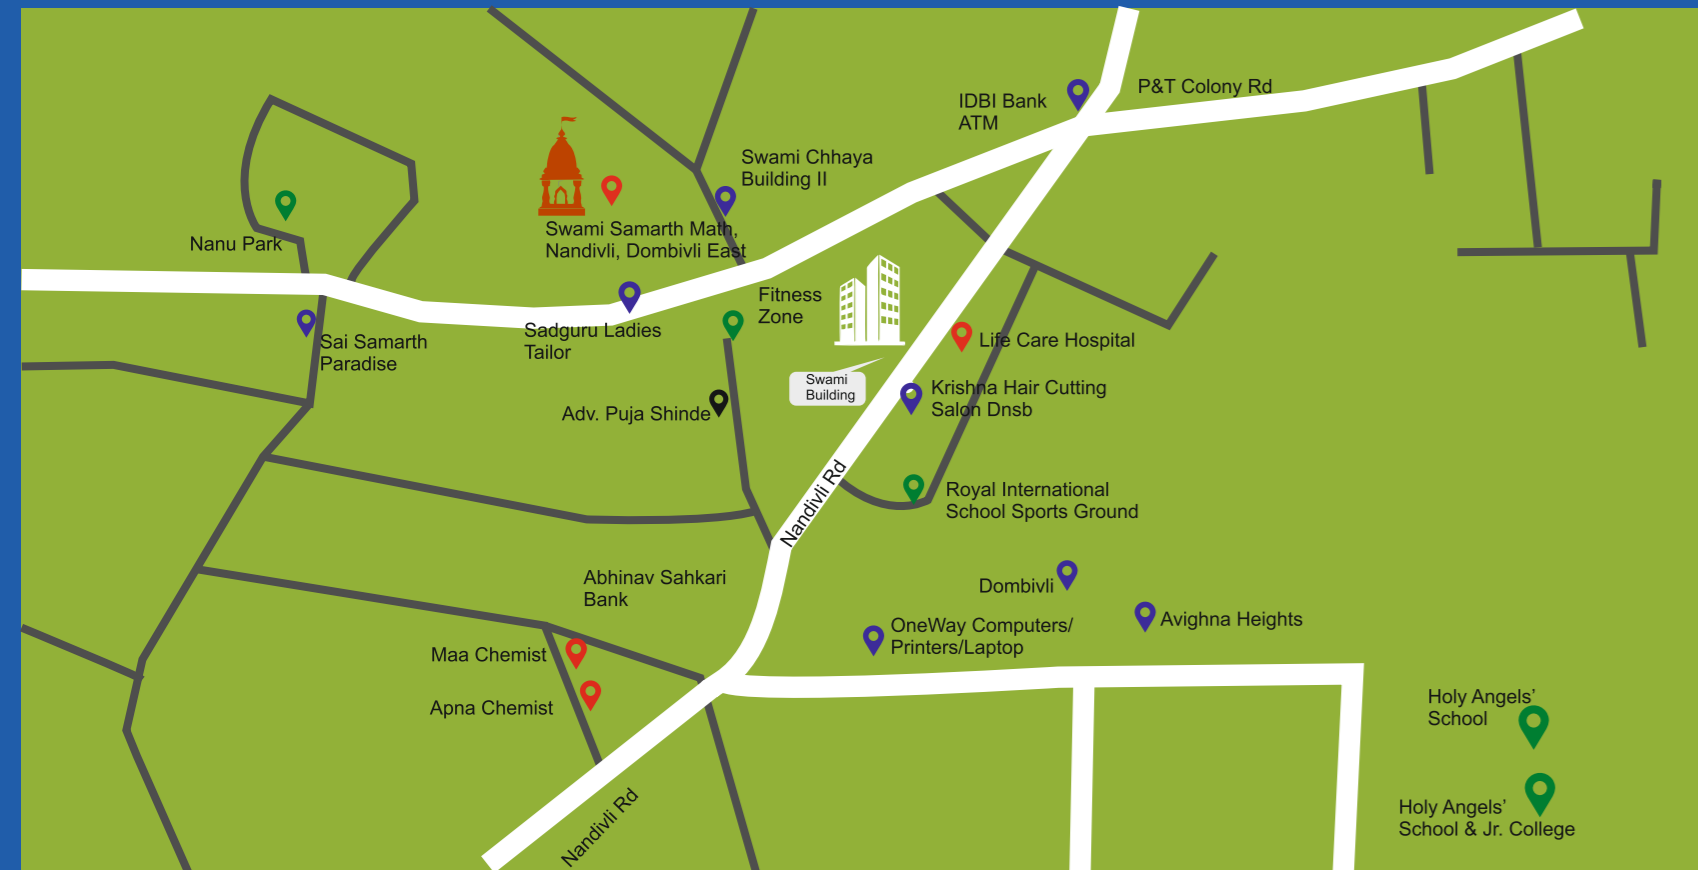 P&T Colony Rd
IDBI Bank
ATM
Swami Chhaya
Building II
Swami Samarth Math,
Nandivli, Dombivli East
Nanu Park
Fitness
Zone
Sadguru Ladies
Tailor
Sai Samarth
Paradise
Life Care Hospital
Swami
Building
Krishna Hair Cutting
Salon Dnsb
Adv. Puja Shinde
Nandivli Rd
Royal International
School Sports Ground
Abhinav Sahkari
Bank
Dombivli
Avighna Heights
OneWay Computers/
Printers/Laptop
Maa Chemist
Apna Chemist
Holy Angels’
School
Nandivli Rd
Holy Angels’
School & Jr. College